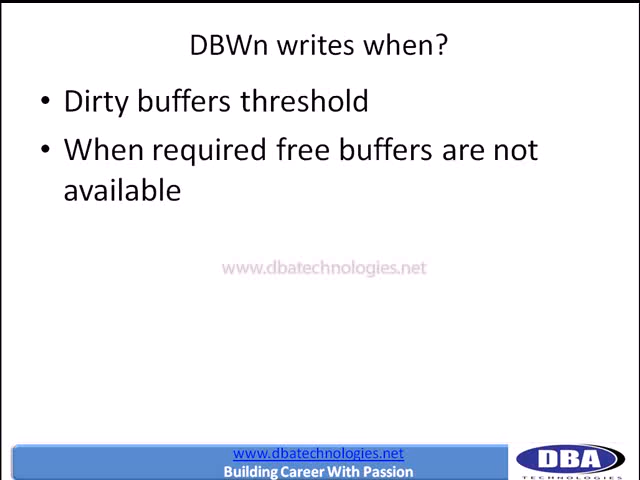 DBWn writes when?
• Dirty buffers threshold
• When required free buffers are not
available
www.dbatechnologies.net
www.dbatechnologies.net
Building Career With Passion
DBA
TECHNOLOGIES